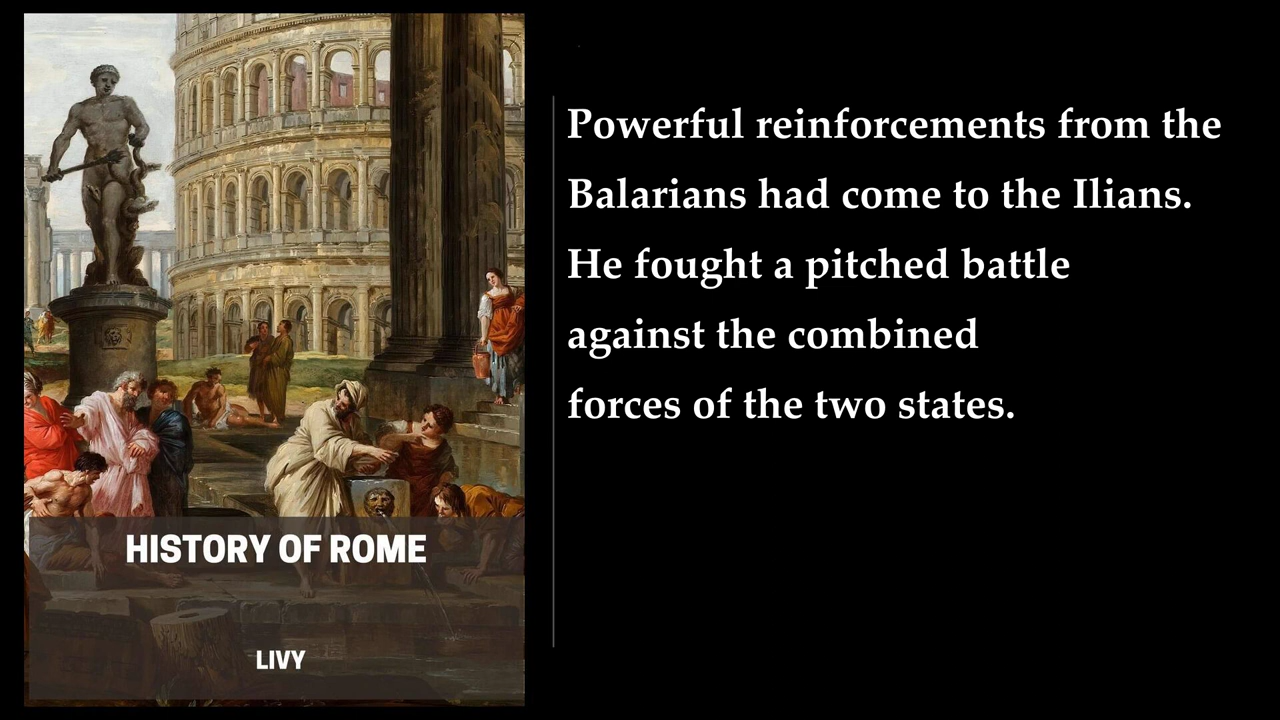 HISTORY OF ROME
LIVY
Powerful reinforcements from the
Balarians had come to the Ilians.
He fought a pitched battle
against the combined
forces of the two states.